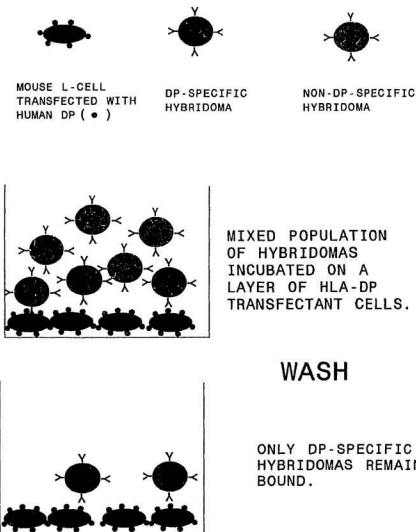 MOUSE L-CELL
TRANSFECTED WITH
HUMAN DP ( • )
DP-SPECIFIC
HYBRIDOMA
NON-DP-SPECIFIC
HYBRIDOMA
MIXED POPULATION
OF HYBRIDOMAS
INCUBATED ON A
LAYER OF HLA-DP
TRANSFECTANT CELLS.
WASH
ONLY DP-SPECIFIC
HYBRIDOMAS REMAIN
BOUND.